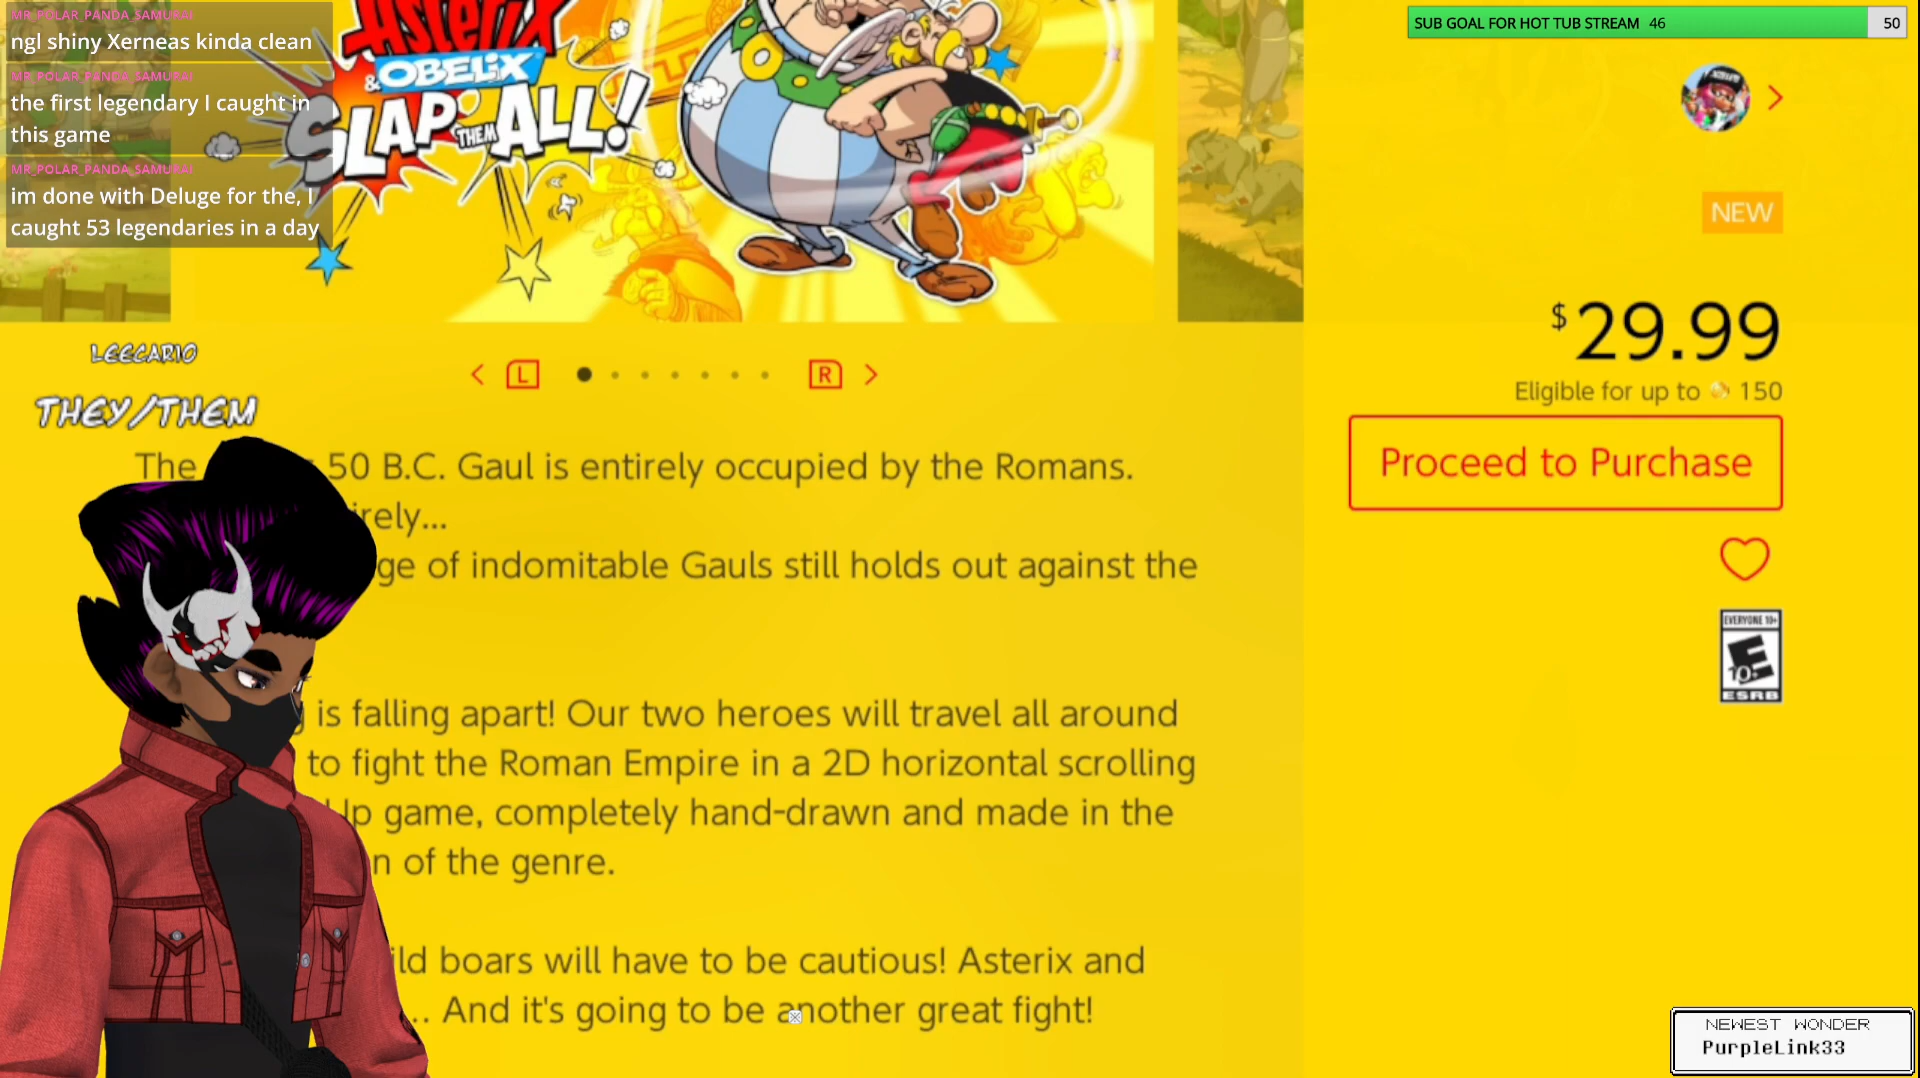 MR_POLAR_PANDA_SAMURAI
ngl shiny Xerneas kinda clean
MR_POLAR_PANDA_SAMURAI
the first legendary I caught in
this game
MR_POLAR_PANDA_SAMURAI
im done with Deluge for the, I
caught 53 legendaries in a day
Asterix
& OBELIX
SLAP THEM ALL!
SUB GOAL FOR HOT TUB STREAM 46
50
NEW
$29.99
Eligible for up to 150
Proceed to Purchase
EVERYONE 10+
E
10+
ESRB
LEECARIO
THEY/THEM
L
R
The 50 B.C. Gaul is entirely occupied by the Romans.
irely...
ge of indomitable Gauls still holds out against the
is falling apart! Our two heroes will travel all around
to fight the Roman Empire in a 2D horizontal scrolling
Up game, completely hand-drawn and made in the
n of the genre.
ild boars will have to be cautious! Asterix and
... And it's going to be another great fight!
NEWEST WONDER
PurpleLink33